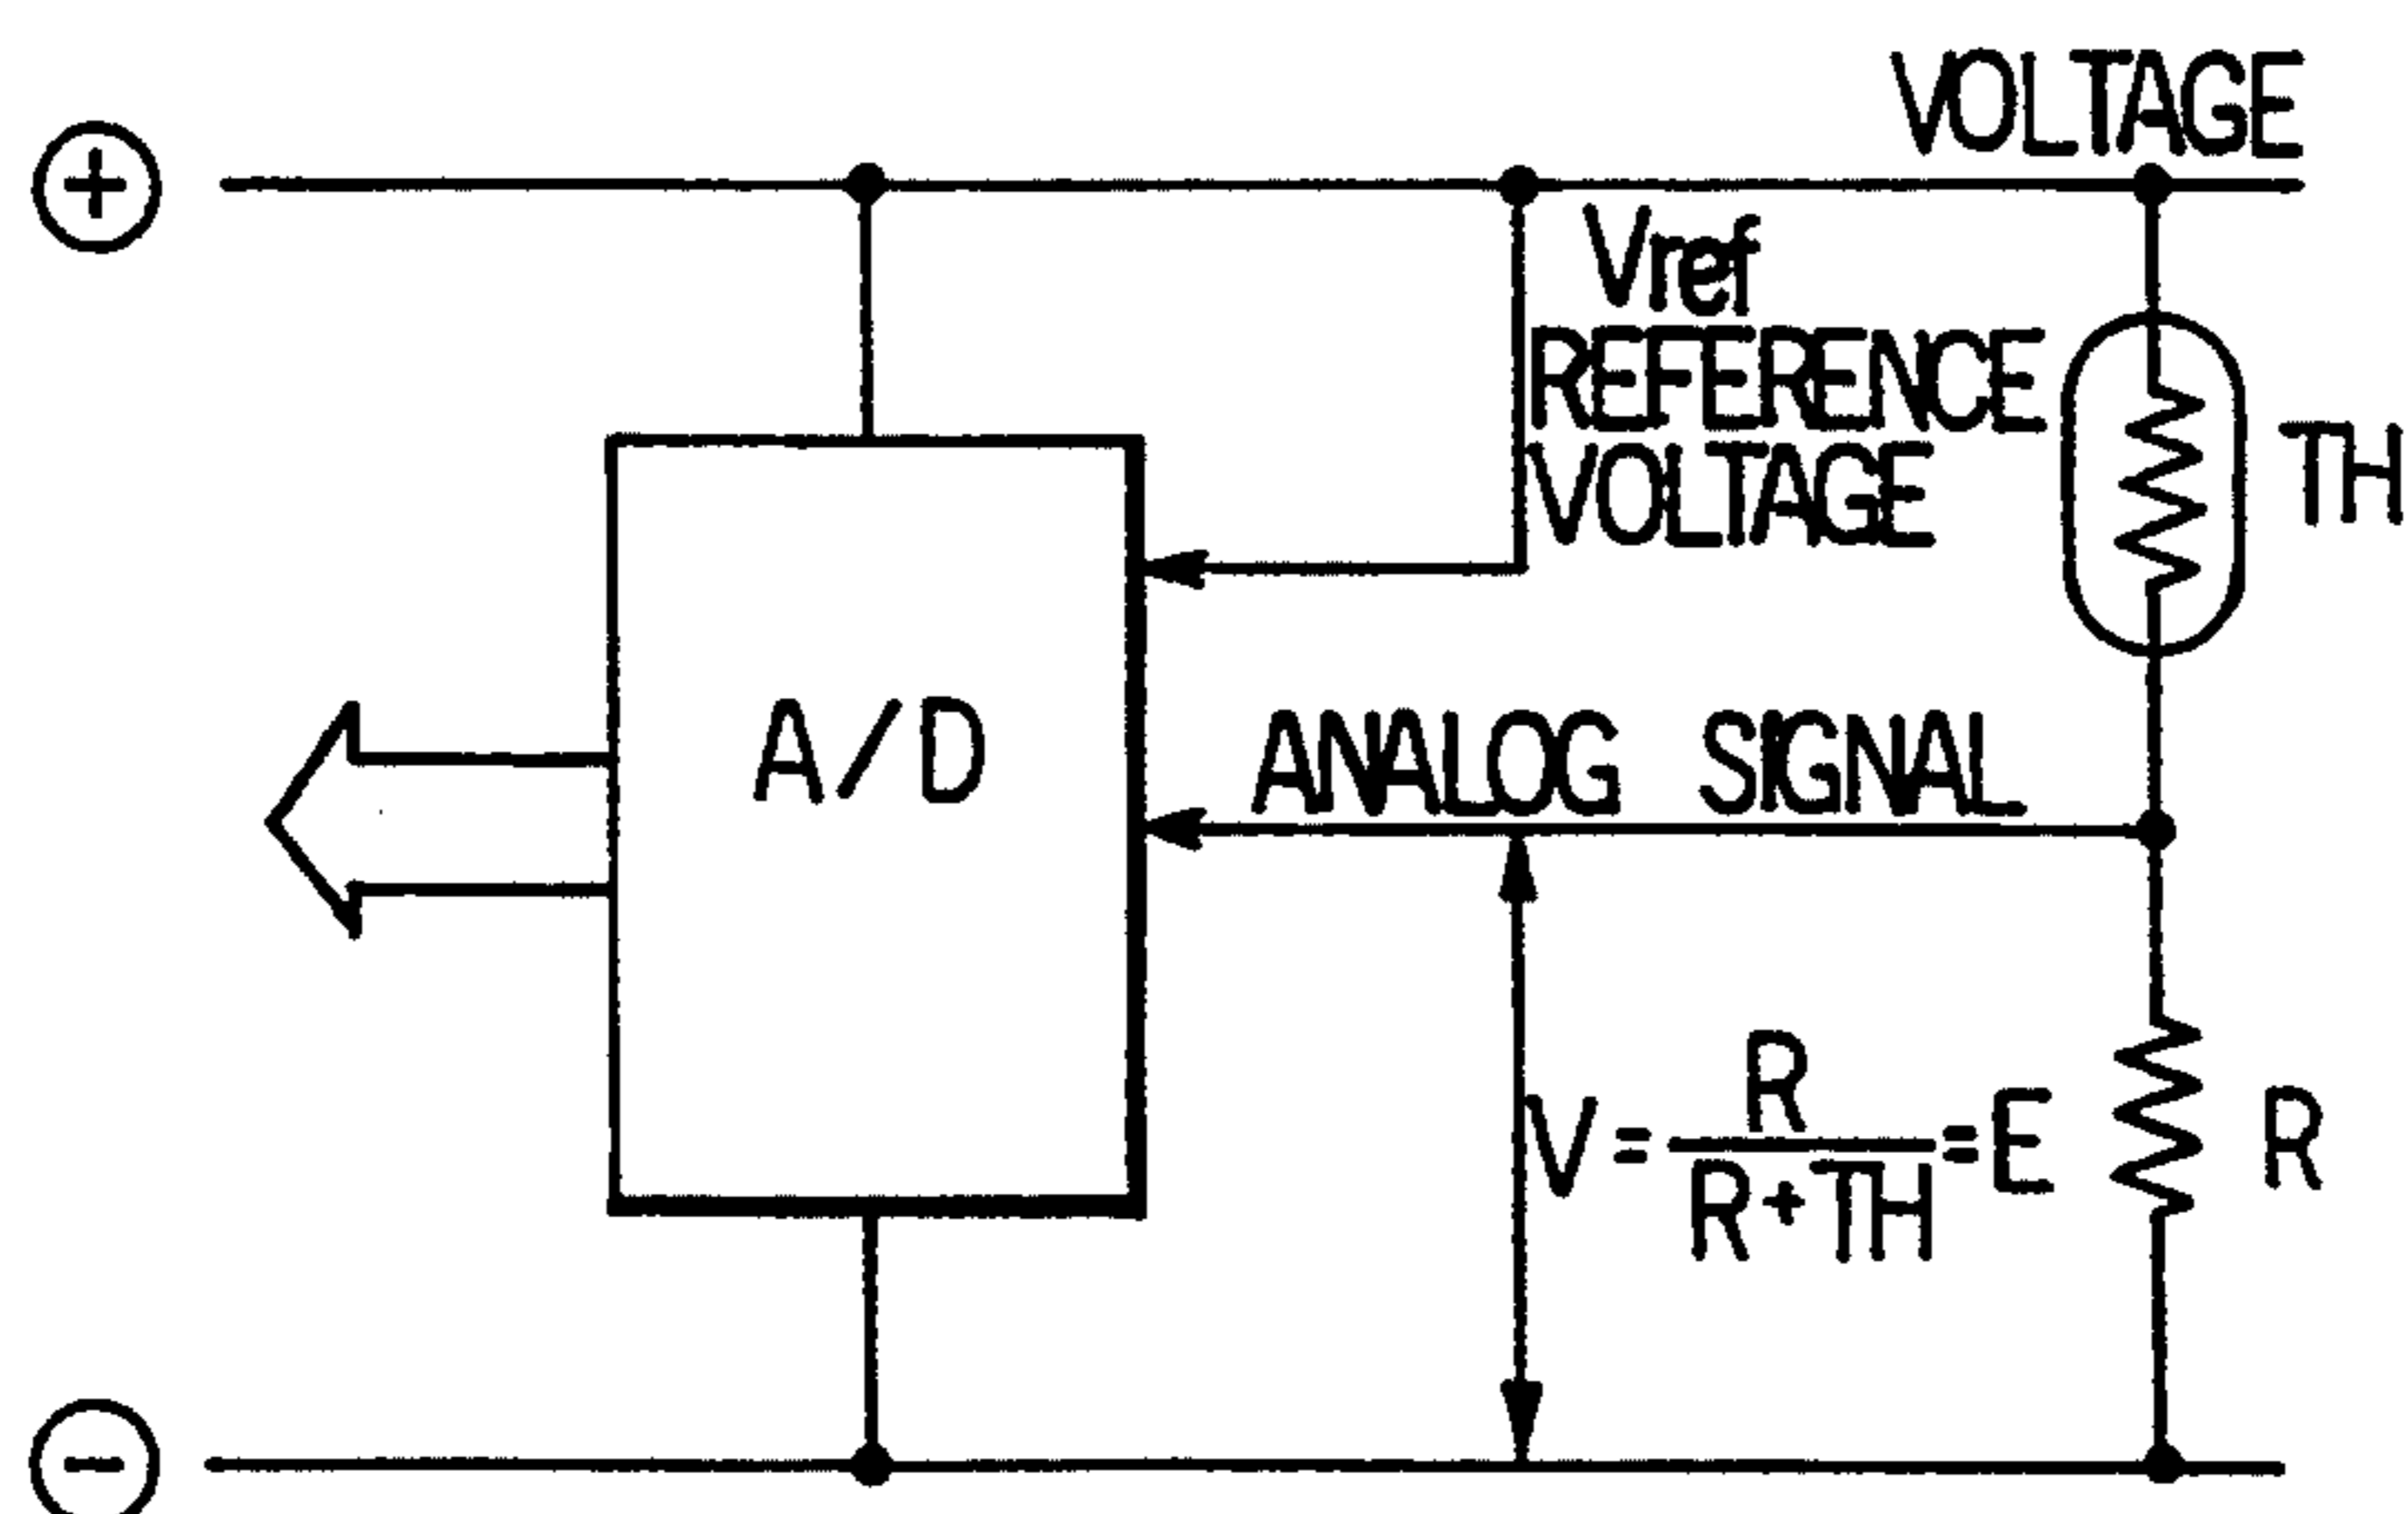 VOLTAGE
+
Vref
REFERENCE
VOLTAGE
TH
A/D
ANALOG SIGNAL
V = R / R + TH = E
R
-